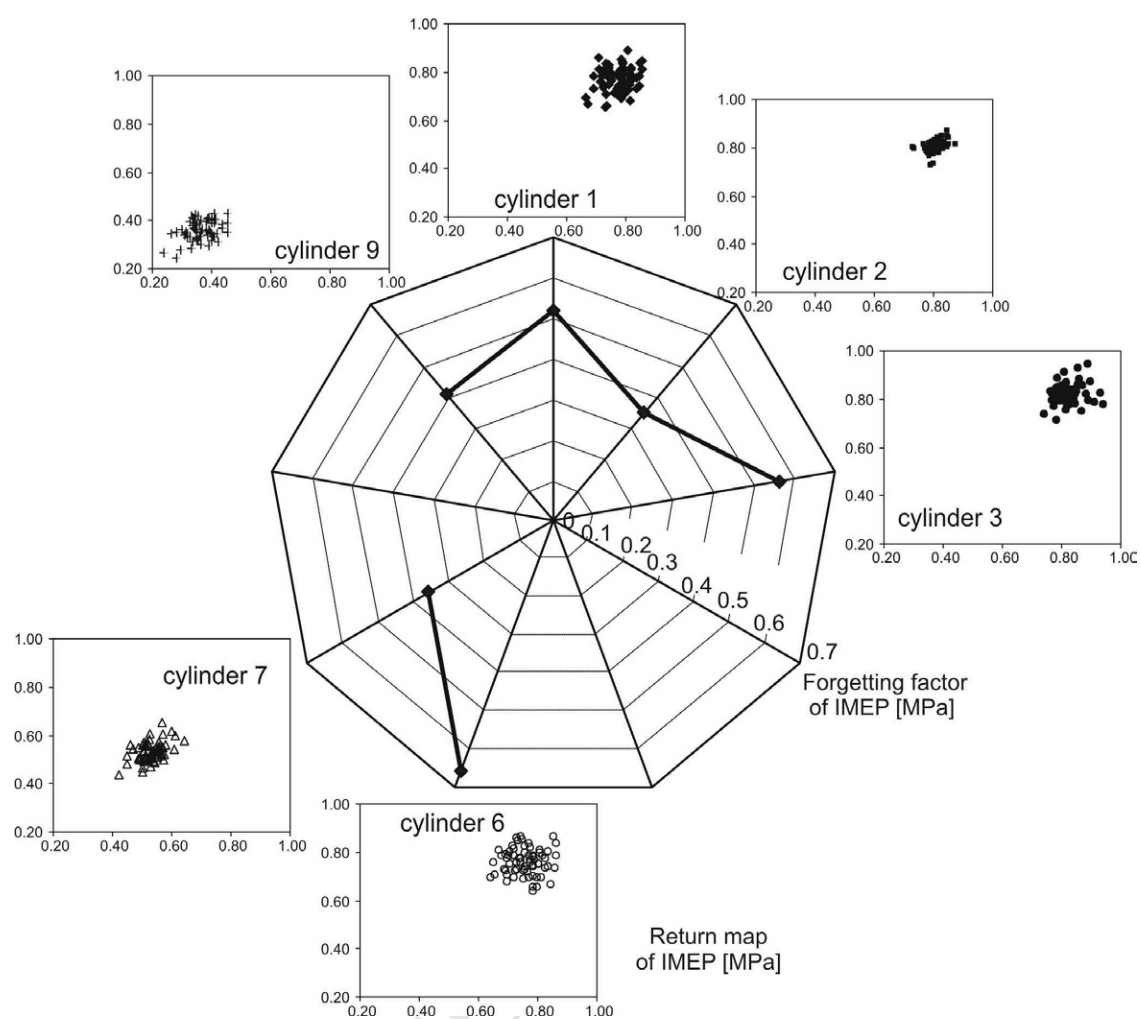 1.00
0.80
0.60
0.40
0.20
0.20 0.40 0.60 0.80 1.00
cylinder 1
1.00
0.80
0.60
0.40
0.20
0.20 0.40 0.60 0.80 1.00
cylinder 9
1.00
0.80
0.60
0.40
0.20
0.20 0.40 0.60 0.80 1.00
cylinder 2
1.00
0.80
0.60
0.40
0.20
0.20 0.40 0.60 0.80 1.00
cylinder 3
0
0.1
0.2
0.3
0.4
0.5
0.6
0.7
Forgetting factor
of IMEP [MPa]
1.00
0.80
0.60
0.40
0.20
0.20 0.40 0.60 0.80 1.00
cylinder 7
1.00
0.80
0.60
0.40
0.20
0.20 0.40 0.60 0.80 1.00
cylinder 6
Return map
of IMEP [MPa]